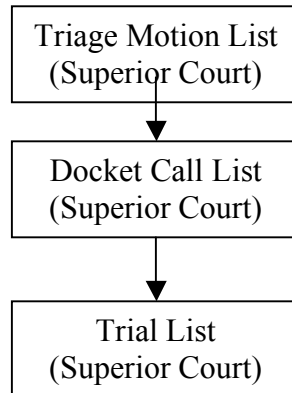 Triage Motion List
(Superior Court)
Docket Call List
(Superior Court)
Trial List
(Superior Court)